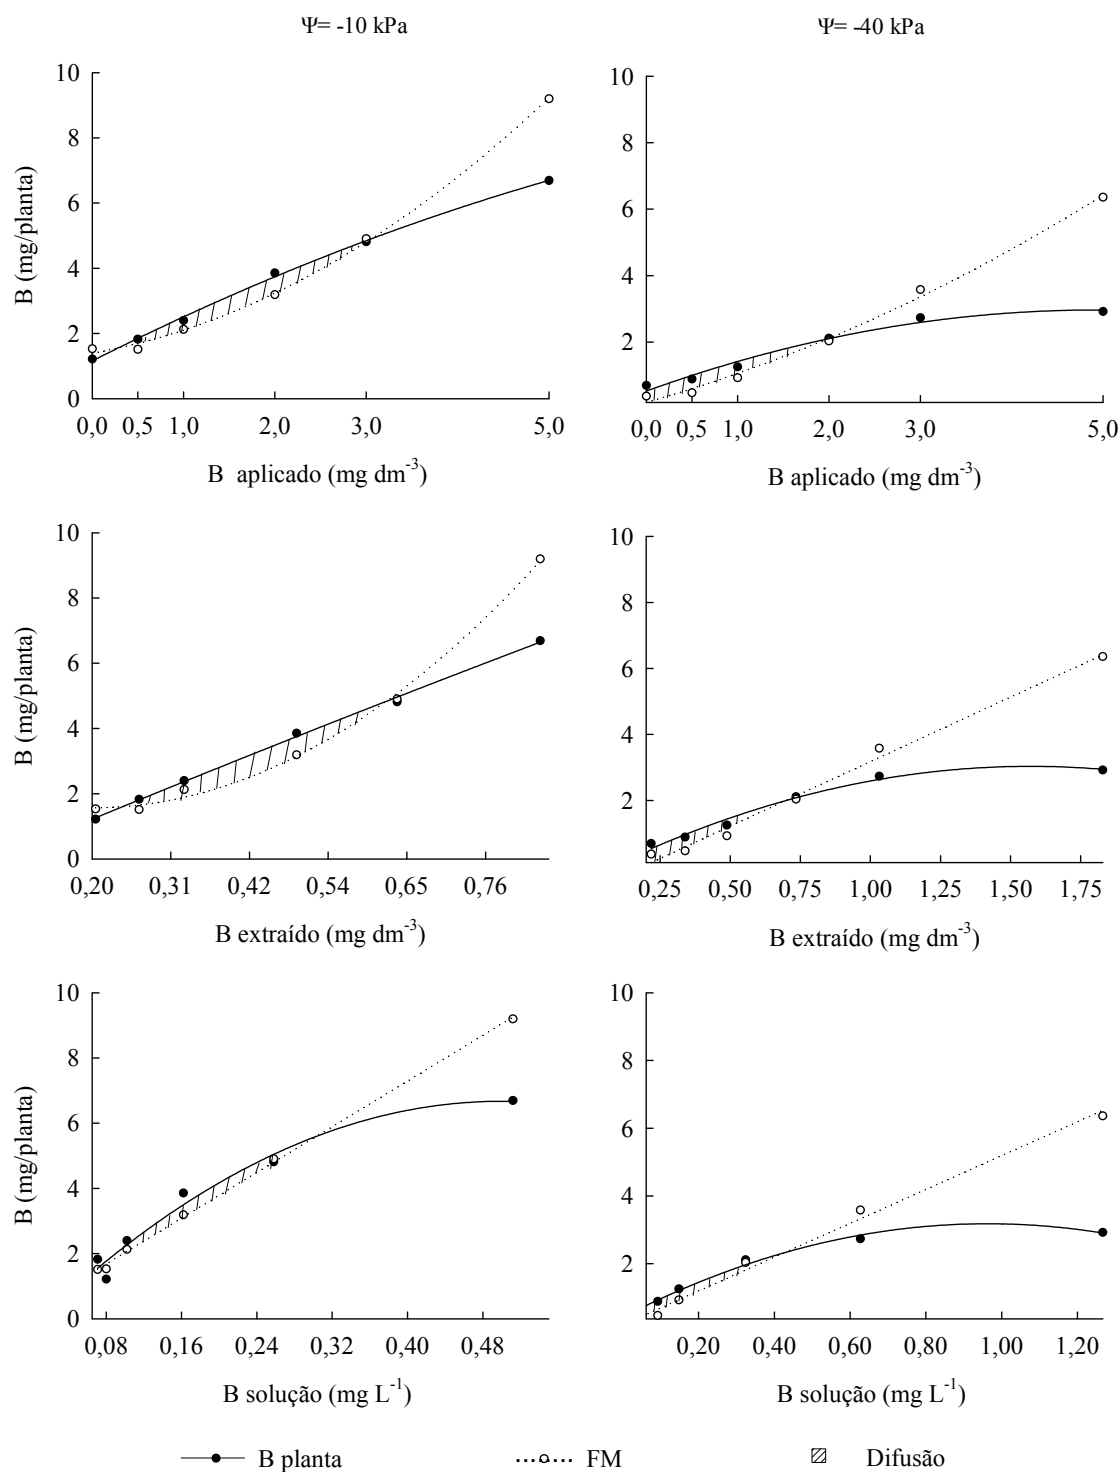 Ψ= -10 kPa
Ψ= -40 kPa
10
8
6
4
2
0
B (mg/planta)
0,0 0,5 1,0 2,0 3,0 5,0
B aplicado (mg dm-3)
10
8
6
4
2
0,0 0,5 1,0 2,0 3,0 5,0
B aplicado (mg dm-3)
10
8
6
4
2
0
B (mg/planta)
0,20 0,31 0,42 0,54 0,65 0,76
B extraído (mg dm-3)
10
8
6
4
2
0,25 0,50 0,75 1,00 1,25 1,50 1,75
B extraído (mg dm-3)
10
8
6
4
2
0
B (mg/planta)
0,08 0,16 0,24 0,32 0,40 0,48
B solução (mg L-1)
10
8
6
4
2
0,20 0,40 0,60 0,80 1,00 1,20
B solução (mg L-1)
B planta FM Difusão